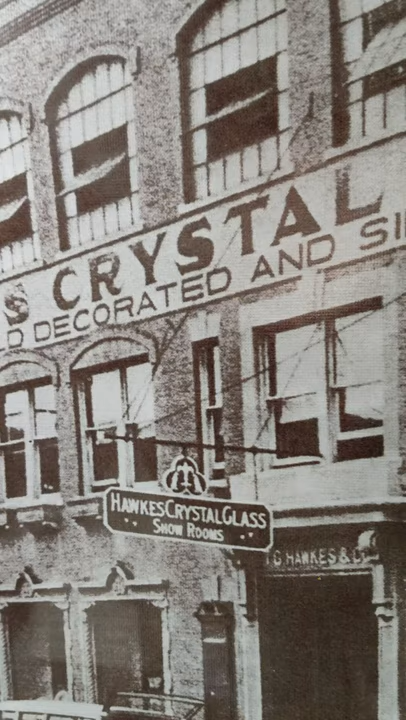 S CRYSTAL
D DECORATED AND SI
HAWKES CRYSTAL GLASS
SHOW ROOMS
T G HAWKES & Co